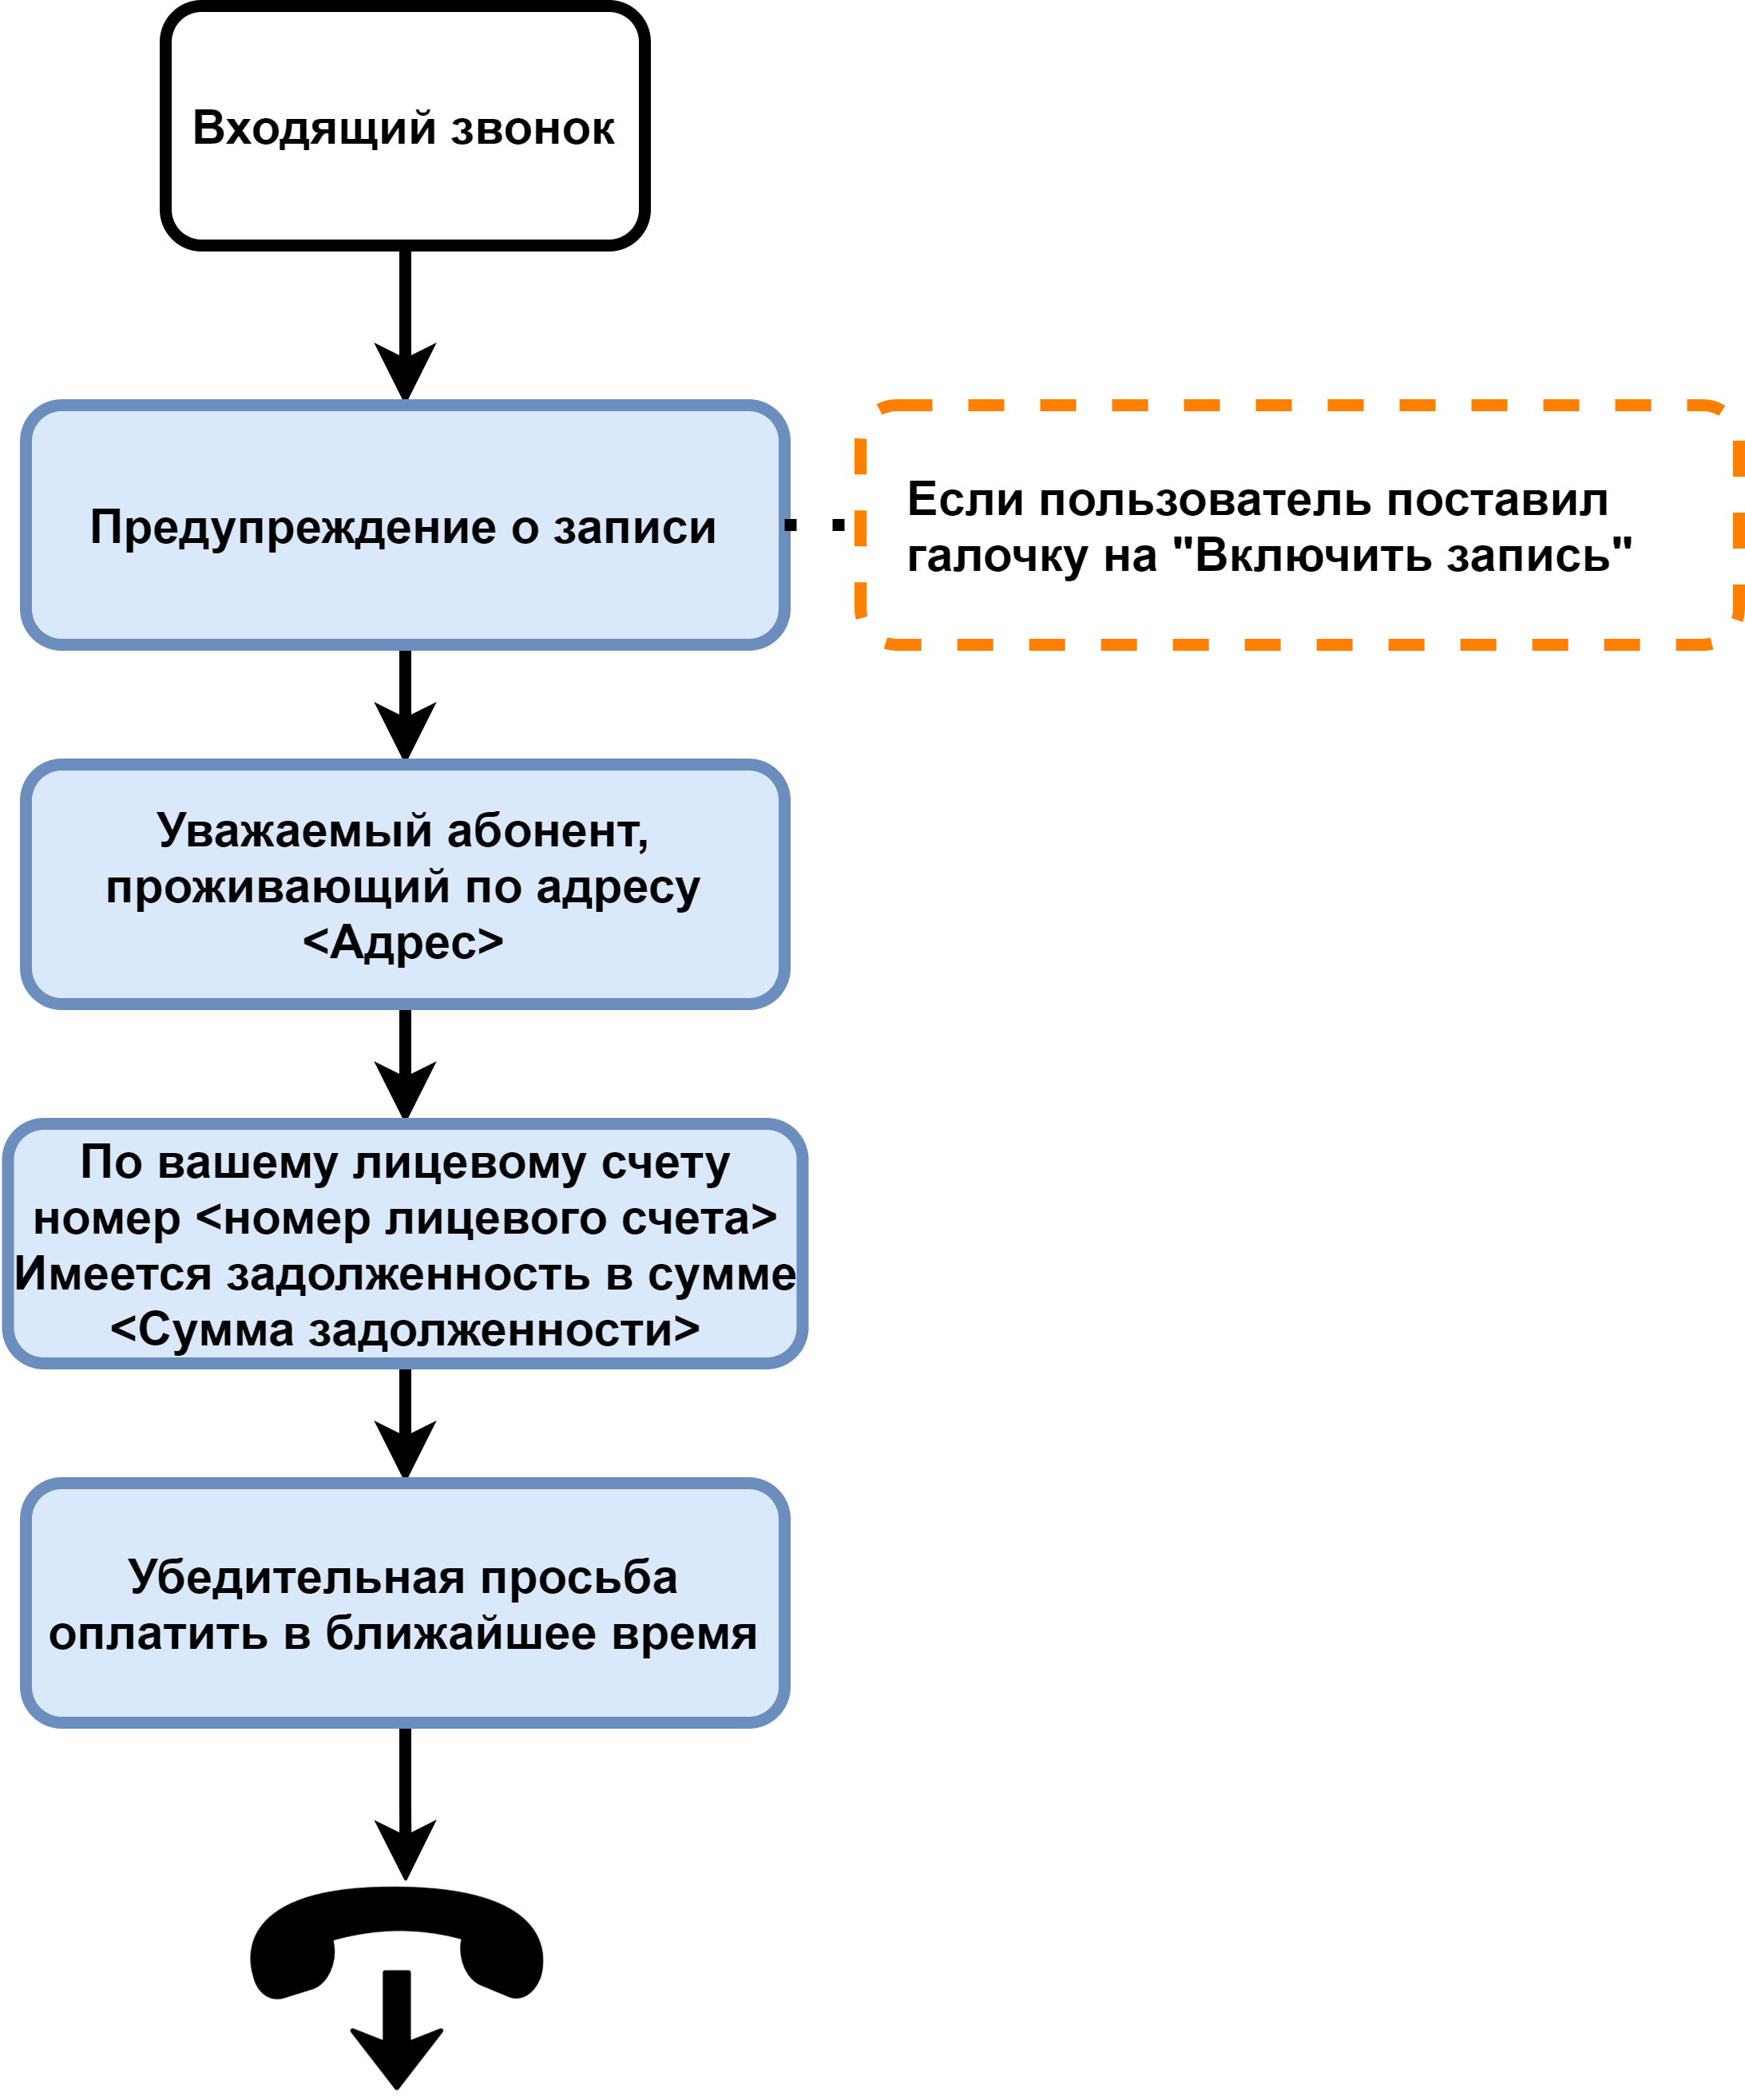 Входящий звонок
Предупреждение о записи
Если пользователь поставил
галочку на "Включить запись"
Уважаемый абонент,
проживающий по адресу
<Адрес>
По вашему лицевому счету
номер <номер лицевого счета>
Имеется задолженность в сумме
<Сумма задолженности>
Убедительная просьба
оплатить в ближайшее время